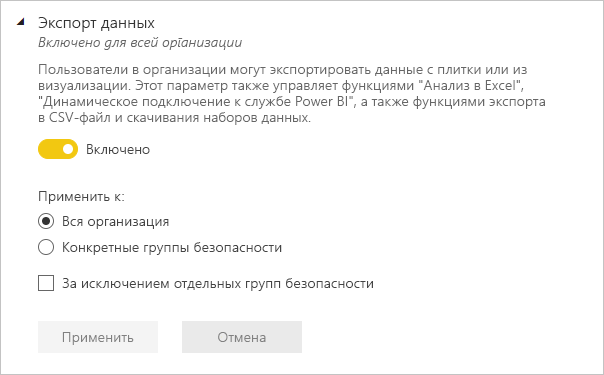 Экспорт данных
Включено для всей организации
Пользователи в организации могут экспортировать данные с плитки или из
визуализации. Этот параметр также управляет функциями "Анализ в Excel",
"Динамическое подключение к службе Power BI", а также функциями экспорта
в CSV-файл и скачивания наборов данных.
Включено
Применить к:
Вся организация
Конкретные группы безопасности
За исключением отдельных групп безопасности
Применить Отмена